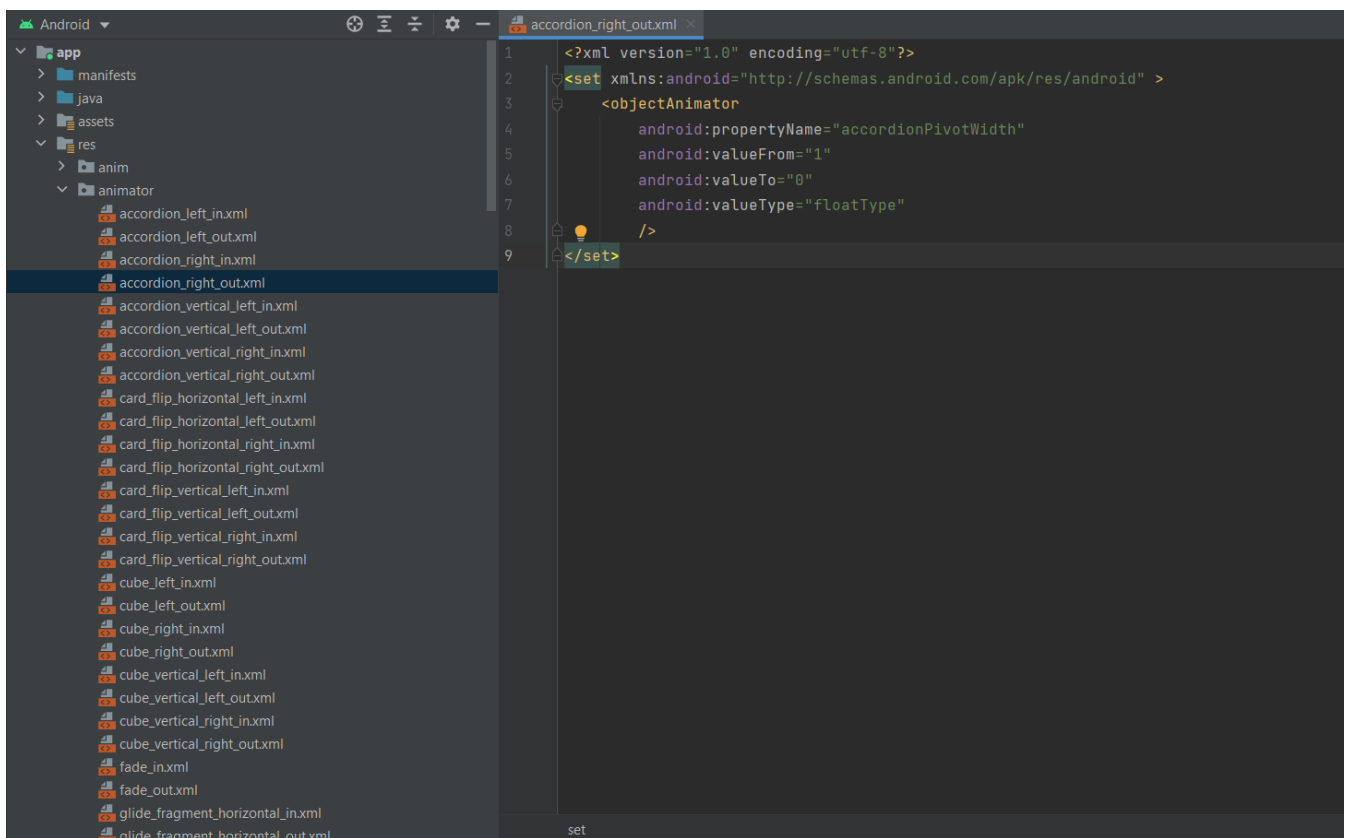 Android
app
manifests
java
assets
res
anim
animator
accordion_left_in.xml
accordion_left_out.xml
accordion_right_in.xml
accordion_right_out.xml
accordion_vertical_left_in.xml
accordion_vertical_left_out.xml
accordion_vertical_right_in.xml
accordion_vertical_right_out.xml
card_flip_horizontal_left_in.xml
card_flip_horizontal_left_out.xml
card_flip_horizontal_right_in.xml
card_flip_horizontal_right_out.xml
card_flip_vertical_left_in.xml
card_flip_vertical_left_out.xml
card_flip_vertical_right_in.xml
card_flip_vertical_right_out.xml
cube_left_in.xml
cube_left_out.xml
cube_right_in.xml
cube_right_out.xml
cube_vertical_left_in.xml
cube_vertical_left_out.xml
cube_vertical_right_in.xml
cube_vertical_right_out.xml
fade_in.xml
fade_out.xml
glide_fragment_horizontal_in.xml
glide_fragment_horizontal_out.xml
accordion_right_out.xml
1 <?xml version="1.0" encoding="utf-8"?>
2 <set xmlns:android="http://schemas.android.com/apk/res/android" >
3 <objectAnimator
4 android:propertyName="accordionPivotWidth"
5 android:valueFrom="1"
6 android:valueTo="0"
7 android:valueType="floatType"
8 />
9 </set>
set